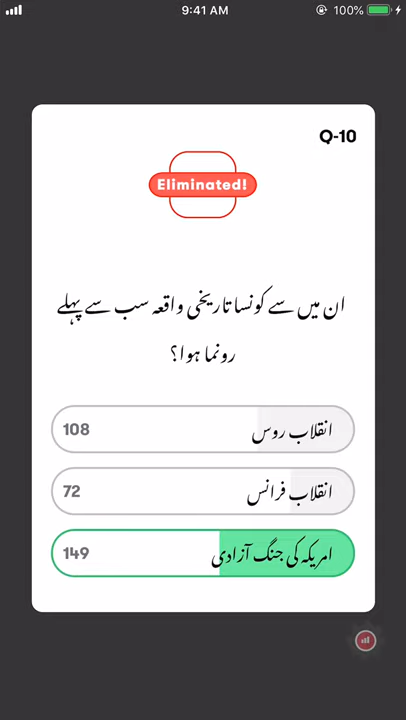 9:41 AM
100%
Q-10
Eliminated!
ان میں سے کونسا تاریخی واقعہ سب سے پہلے
رونما ہوا؟
انقلاب روس 108
انقلاب فرانس 72
امریکہ کی جنگ آزادی 149